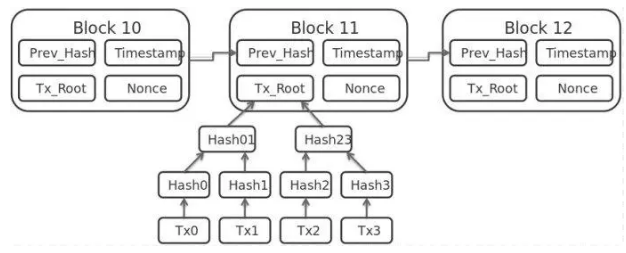 Block 10 Block 11 Block 12
Prev_Hash Timestamp Prev_Hash Timestamp Prev_Hash Timestamp
Tx_Root Nonce Tx_Root Nonce Tx_Root Nonce
Hash01 Hash23
Hash0 Hash1 Hash2 Hash3
Tx0 Tx1 Tx2 Tx3